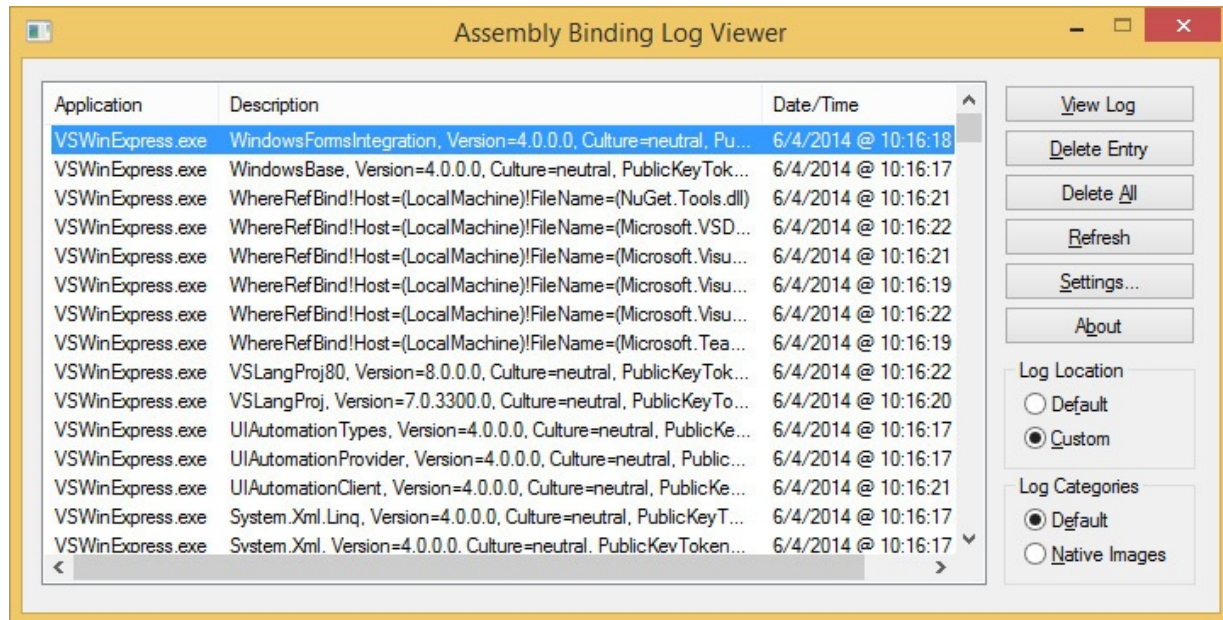 Assembly Binding Log Viewer
Application Description Date/Time
VSWinExpress.exe WindowsFormsIntegration, Version=4.0.0.0, Culture=neutral, Pu... 6/4/2014 @ 10:16:18
VSWinExpress.exe WindowsBase, Version=4.0.0.0, Culture=neutral, PublicKeyTok... 6/4/2014 @ 10:16:17
VSWinExpress.exe WhereRefBind!Host=(LocalMachine)!FileName=(NuGet.Tools.dll) 6/4/2014 @ 10:16:21
VSWinExpress.exe WhereRefBind!Host=(LocalMachine)!FileName=(Microsoft.VSD... 6/4/2014 @ 10:16:22
VSWinExpress.exe WhereRefBind!Host=(LocalMachine)!FileName=(Microsoft.Visu... 6/4/2014 @ 10:16:21
VSWinExpress.exe WhereRefBind!Host=(LocalMachine)!FileName=(Microsoft.Visu... 6/4/2014 @ 10:16:19
VSWinExpress.exe WhereRefBind!Host=(LocalMachine)!FileName=(Microsoft.Visu... 6/4/2014 @ 10:16:22
VSWinExpress.exe WhereRefBind!Host=(LocalMachine)!FileName=(Microsoft.Tea... 6/4/2014 @ 10:16:19
VSWinExpress.exe VSLangProj80, Version=8.0.0.0, Culture=neutral, PublicKeyTok... 6/4/2014 @ 10:16:22
VSWinExpress.exe VSLangProj, Version=7.0.3300.0, Culture=neutral, PublicKeyTo... 6/4/2014 @ 10:16:20
VSWinExpress.exe UIAutomationTypes, Version=4.0.0.0, Culture=neutral, PublicKe... 6/4/2014 @ 10:16:17
VSWinExpress.exe UIAutomationProvider, Version=4.0.0.0, Culture=neutral, Public... 6/4/2014 @ 10:16:17
VSWinExpress.exe UIAutomationClient, Version=4.0.0.0, Culture=neutral, PublicKe... 6/4/2014 @ 10:16:21
VSWinExpress.exe System.Xml.Linq, Version=4.0.0.0, Culture=neutral, PublicKeyT... 6/4/2014 @ 10:16:17
VSWinExpress.exe System.Xml, Version=4.0.0.0, Culture=neutral, PublicKeyToken... 6/4/2014 @ 10:16:17
View Log
Delete Entry
Delete All
Refresh
Settings...
About
Log Location
Default
Custom
Log Categories
Default
Native Images